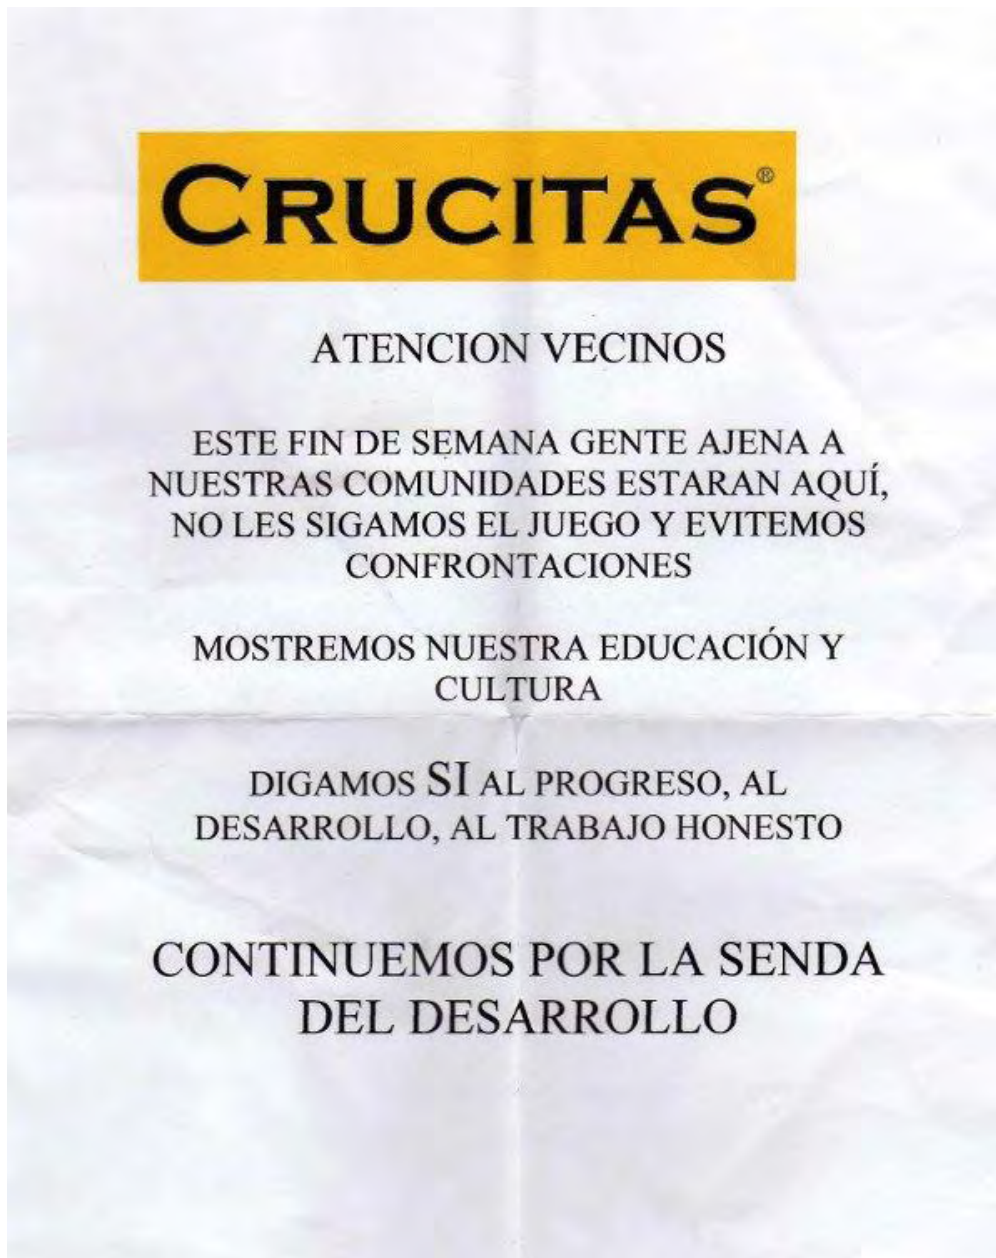 CRUCITAS®
ATENCION VECINOS
ESTE FIN DE SEMANA GENTE AJENA A
NUESTRAS COMUNIDADES ESTARAN AQUÍ,
NO LES SIGAMOS EL JUEGO Y EVITEMOS
CONFRONTACIONES
MOSTREMOS NUESTRA EDUCACIÓN Y
CULTURA
DIGAMOS SI AL PROGRESO, AL
DESARROLLO, AL TRABAJO HONESTO
CONTINUEMOS POR LA SENDA
DEL DESARROLLO